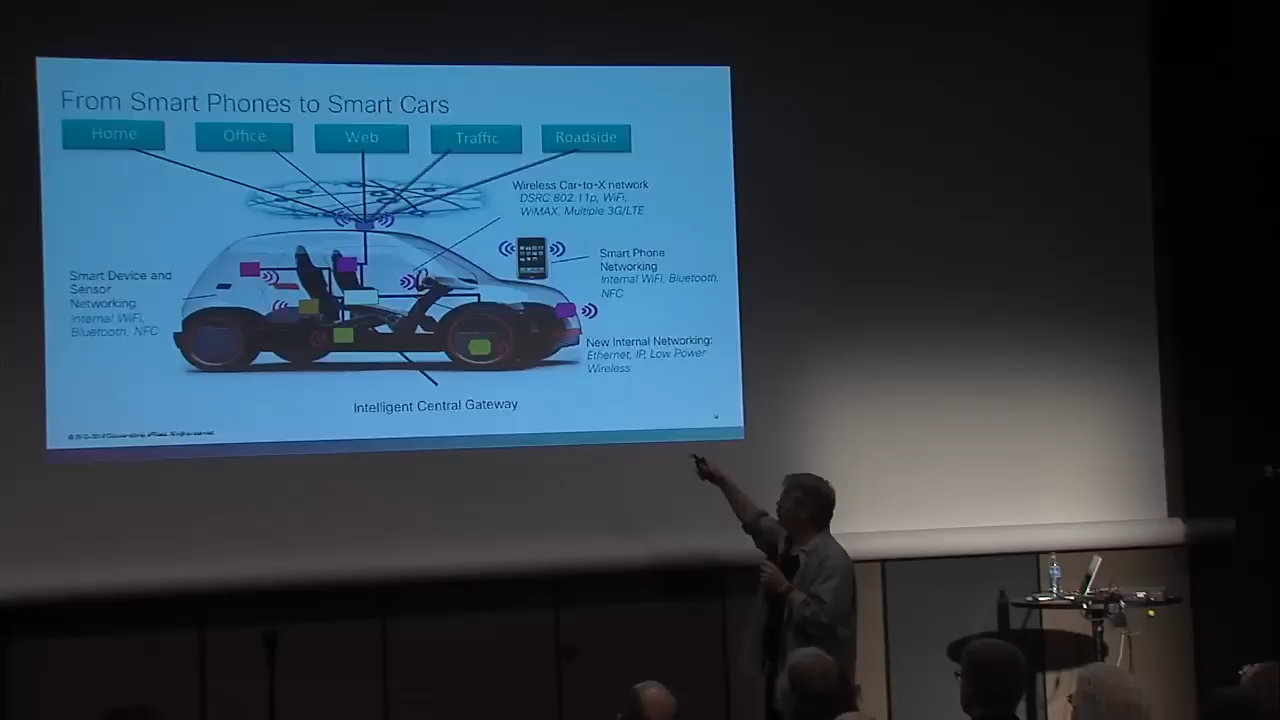 From Smart Phones to Smart Cars
Home
Office
Web
Traffic
Roadside
Wireless Car-to-X network
DSRC 802.11p, WiFi,
WiMAX, Multiple 3G/LTE
Smart Phone
Networking
Internal WiFi, Bluetooth,
NFC
Smart Device and
Sensor
Networking
Internal WiFi,
Bluetooth, NFC
New Internal Networking:
Ethernet, IP, Low Power
Wireless
Intelligent Central Gateway